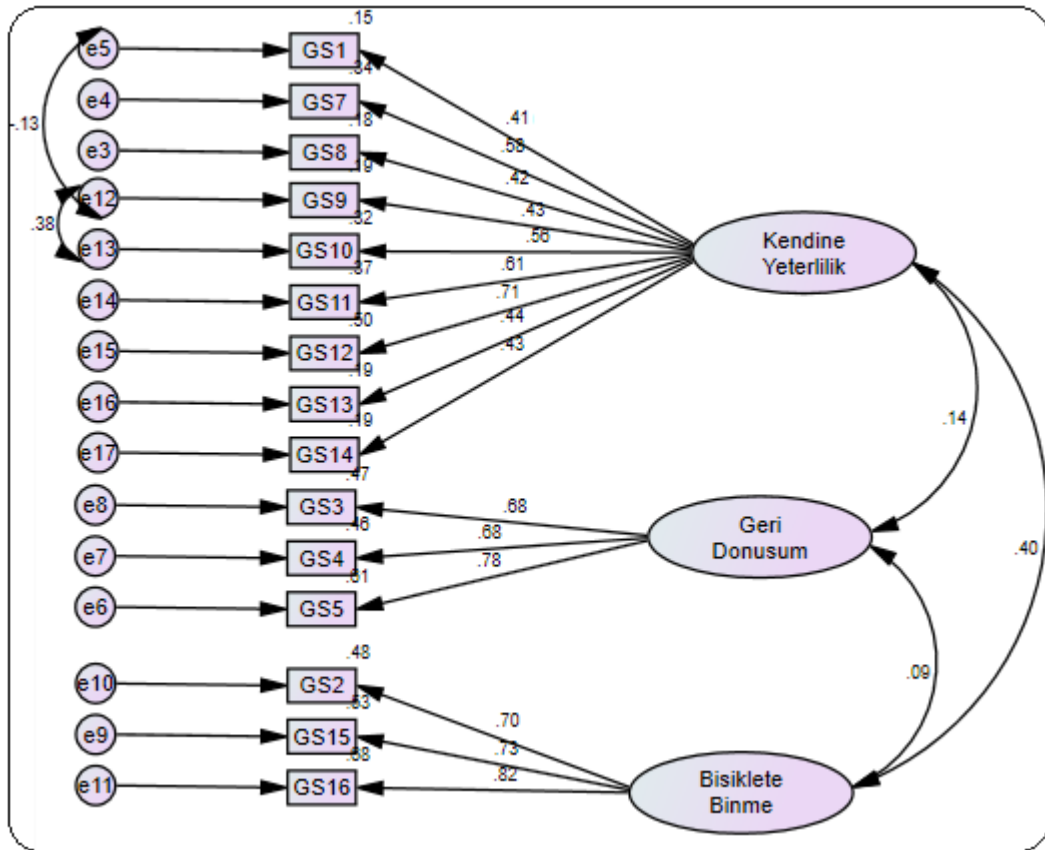 .15
e5
GS1
.34
e4
GS7
.41
-.13
.18
.58
e3
GS8
.19
.42
e12
GS9
.38
.32
.43
e13
GS10
.56
Kendine
Yeterlilik
.37
.61
e14
GS11
.50
.71
e15
GS12
.44
.19
.43
e16
GS13
.19
.14
e17
GS14
.47
e8
GS3
.68
.46
.68
Geri
Donusum
e7
GS4
.78
.40
.61
e6
GS5
.48
e10
GS2
.09
.53
.70
e9
GS15
.73
.68
.82
e11
GS16
Bisiklete
Binme